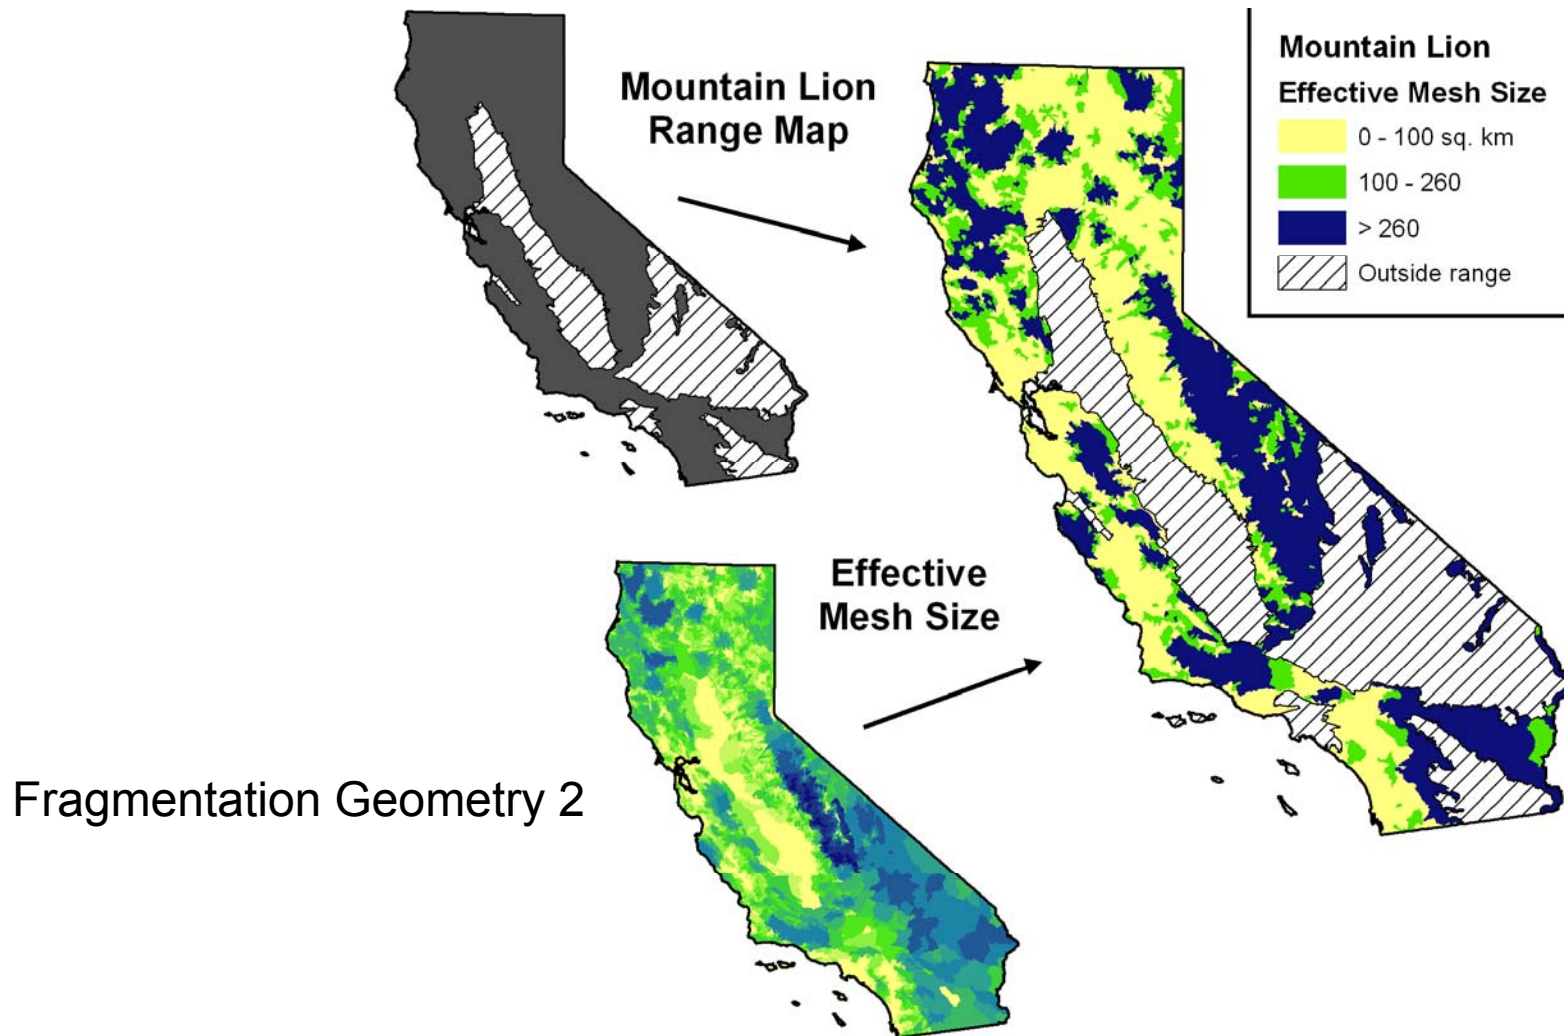 Mountain Lion
Range Map
Mountain Lion
Effective Mesh Size
0 - 100 sq. km
100 - 260
> 260
Outside range
Effective
Mesh Size
Fragmentation Geometry 2